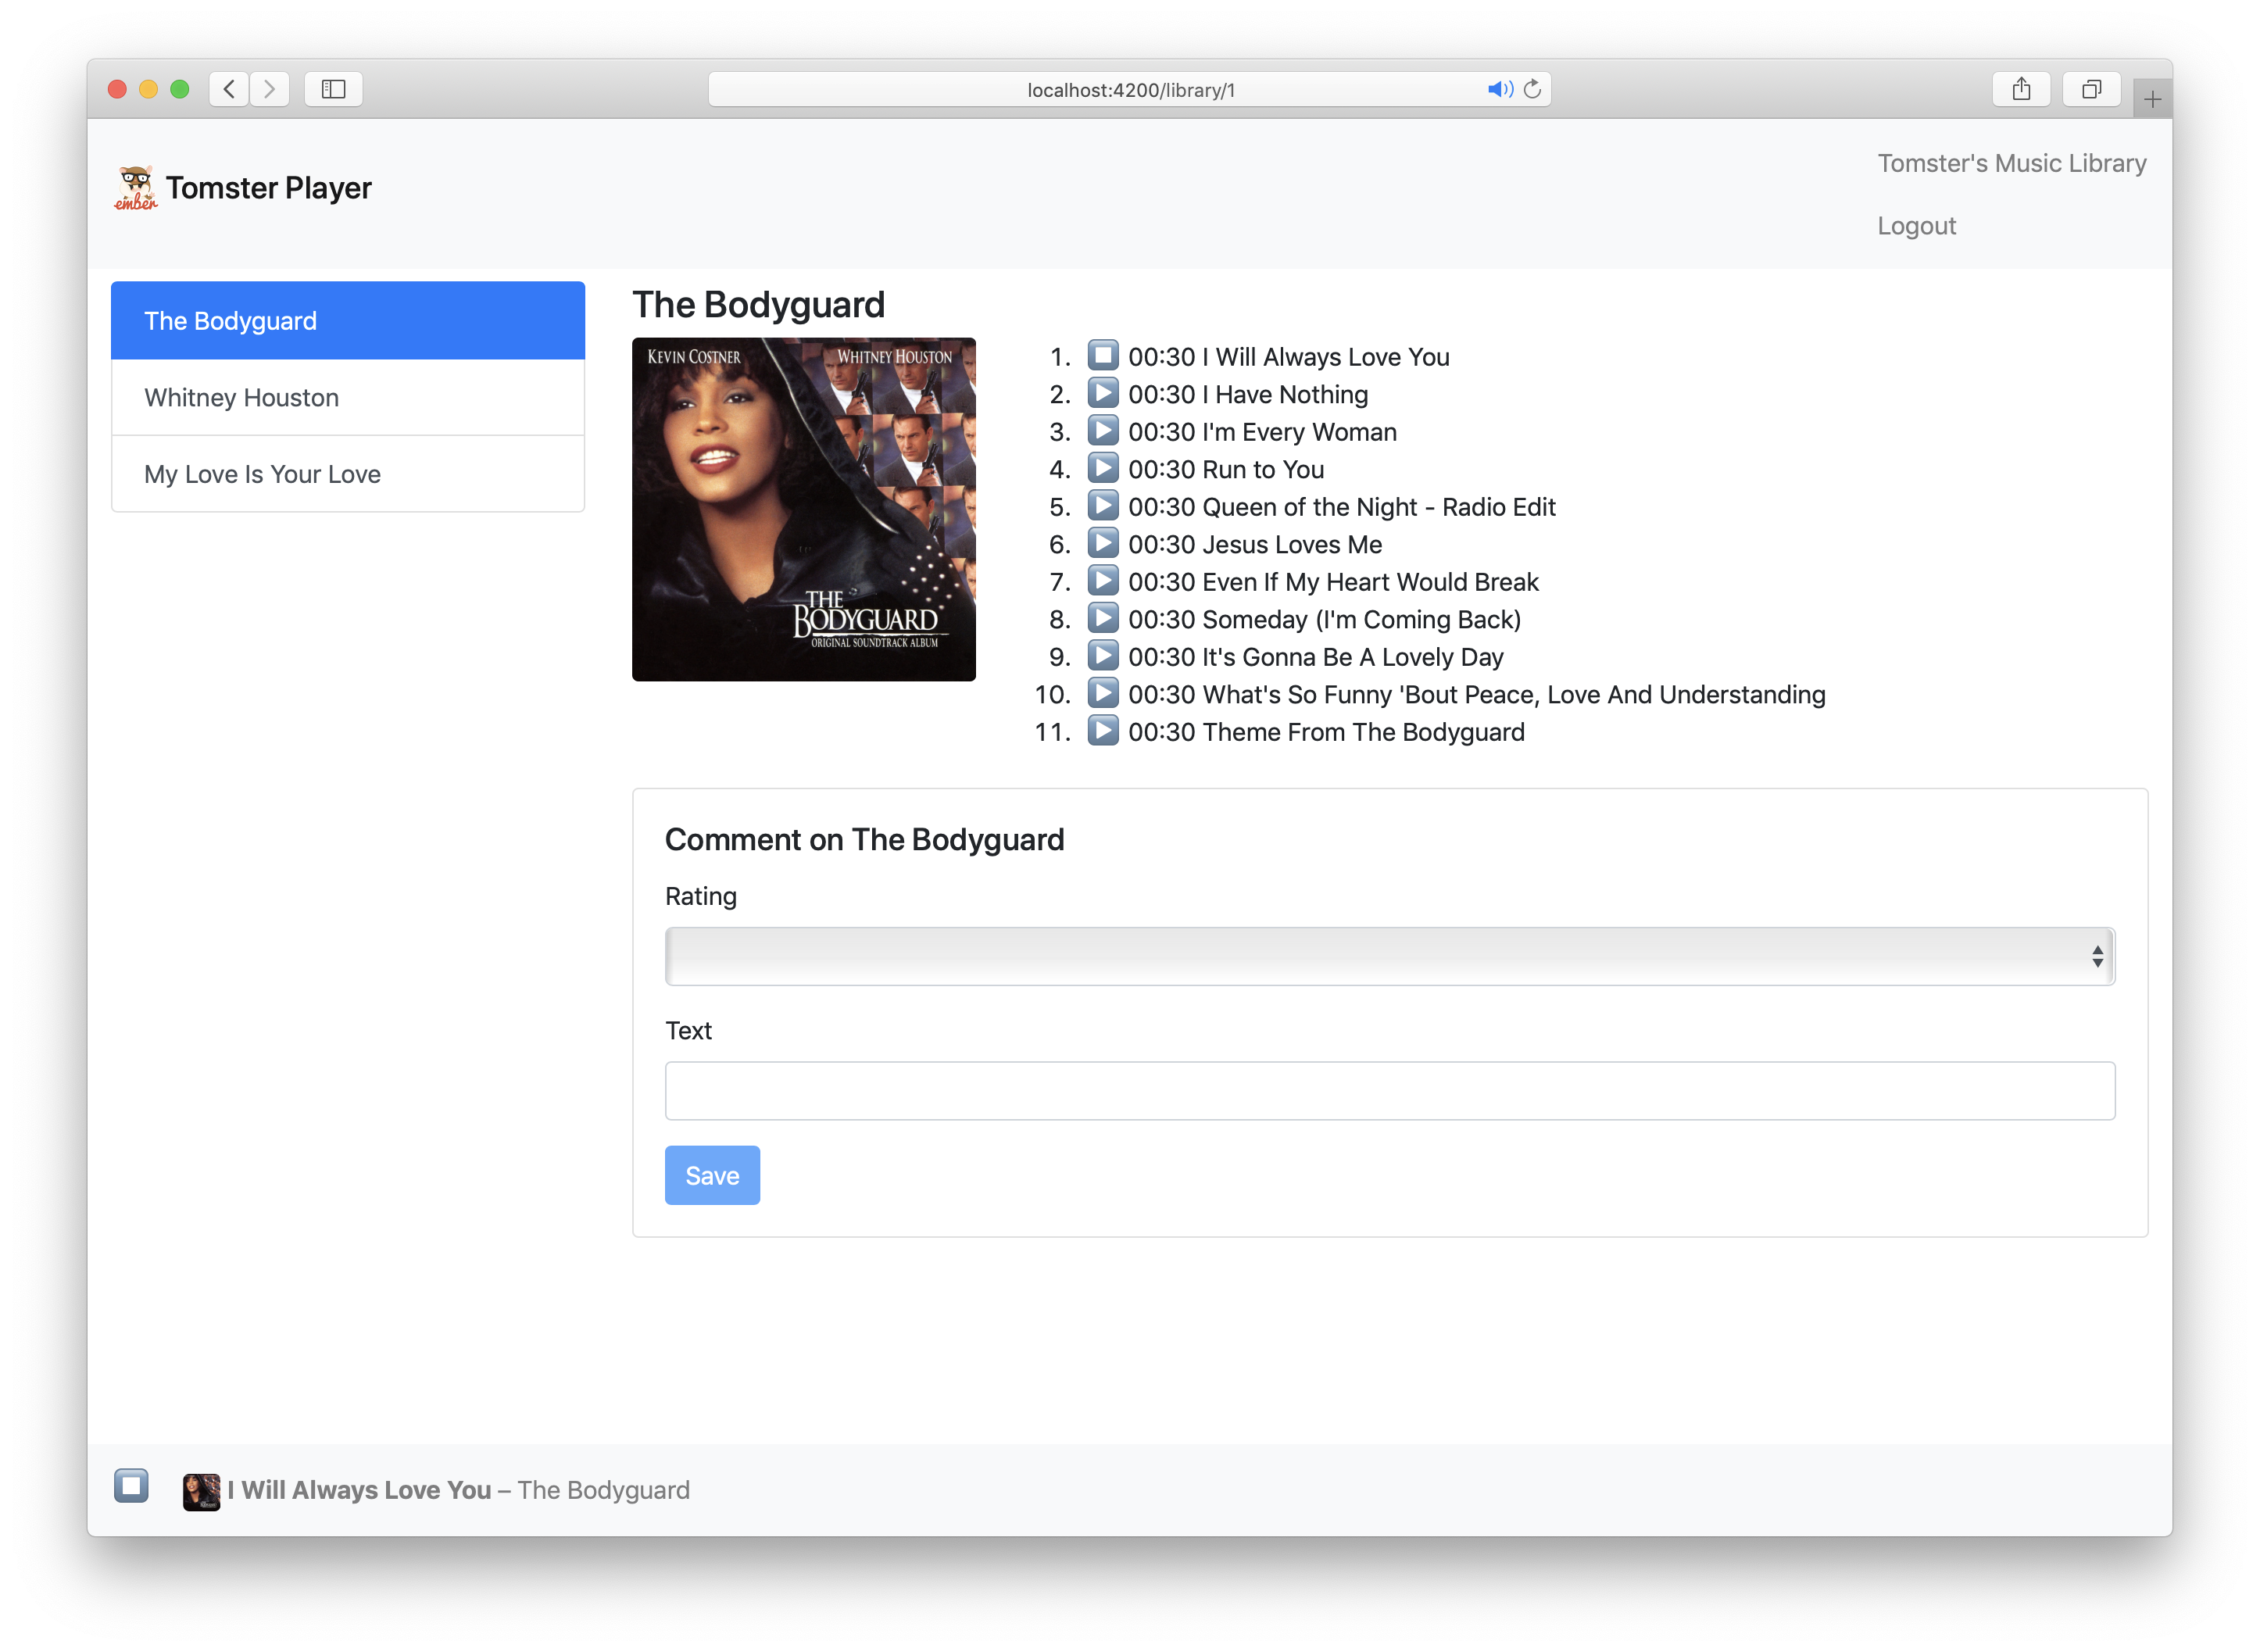 localhost:4200/library/1
ember
Tomster Player
Tomster's Music Library
Logout
The Bodyguard
Whitney Houston
My Love Is Your Love
The Bodyguard
KEVIN COSTNER WHITNEY HOUSTON
THE
BODYGUARD
ORIGINAL SOUNDTRACK ALBUM
1. 00:30 I Will Always Love You
2. 00:30 I Have Nothing
3. 00:30 I'm Every Woman
4. 00:30 Run to You
5. 00:30 Queen of the Night - Radio Edit
6. 00:30 Jesus Loves Me
7. 00:30 Even If My Heart Would Break
8. 00:30 Someday (I'm Coming Back)
9. 00:30 It's Gonna Be A Lovely Day
10. 00:30 What's So Funny 'Bout Peace, Love And Understanding
11. 00:30 Theme From The Bodyguard
Comment on The Bodyguard
Rating
Text
Save
I Will Always Love You – The Bodyguard